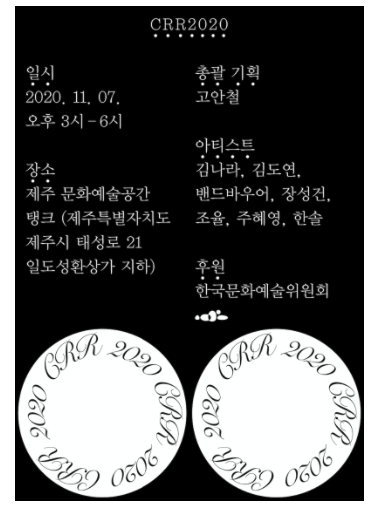 CRR2020
일시
2020. 11. 07.
오후 3시 – 6시
장소
제주 문화예술공간
탱크 (제주특별자치도
제주시 태성로 21
일도성환상가 지하)
총괄 기획
고안철
아티스트
김나라, 김도연,
밴드바우어, 장성건,
조율, 주혜영, 한솔
후원
한국문화예술위원회
CRR 2020 CRR 2020 CRR 2020
CRR 2020 CRR 2020 CRR 2020